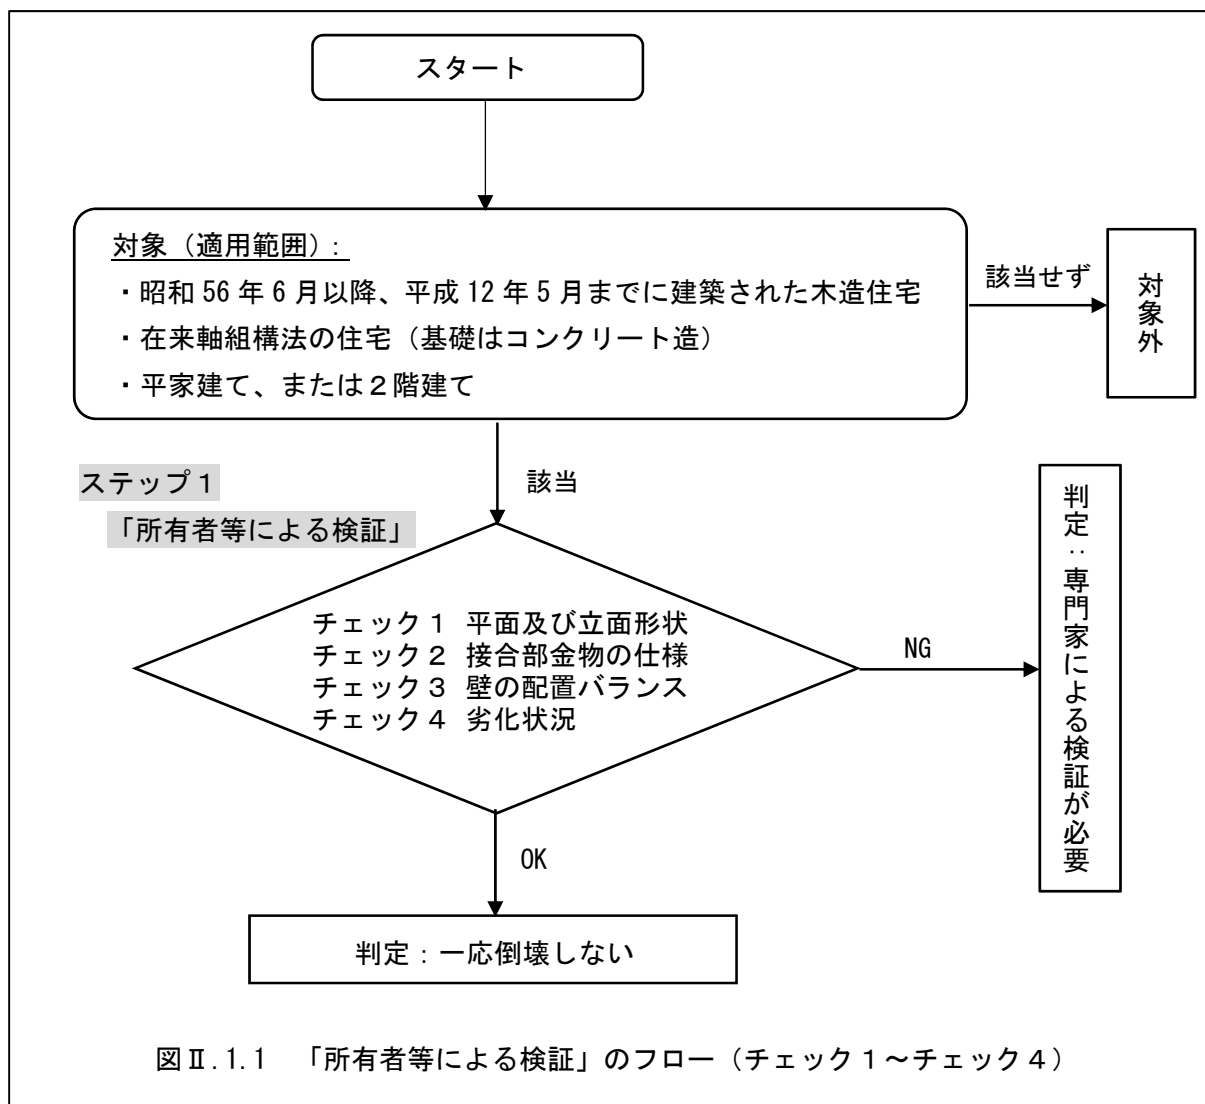 スタート
対象（適用範囲）：
・昭和 56 年 6 月以降、平成 12 年 5 月までに建築された木造住宅
・在来軸組構法の住宅（基礎はコンクリート造）
・平家建て、または２階建て
該当せず
対象外
ステップ１
「所有者等による検証」
該当
チェック１ 平面及び立面形状
チェック２ 接合部金物の仕様
チェック３ 壁の配置バランス
チェック４ 劣化状況
NG
判定：専門家による検証が必要
OK
判定：一応倒壊しない
図Ⅱ.1.1 「所有者等による検証」のフロー（チェック１～チェック４）